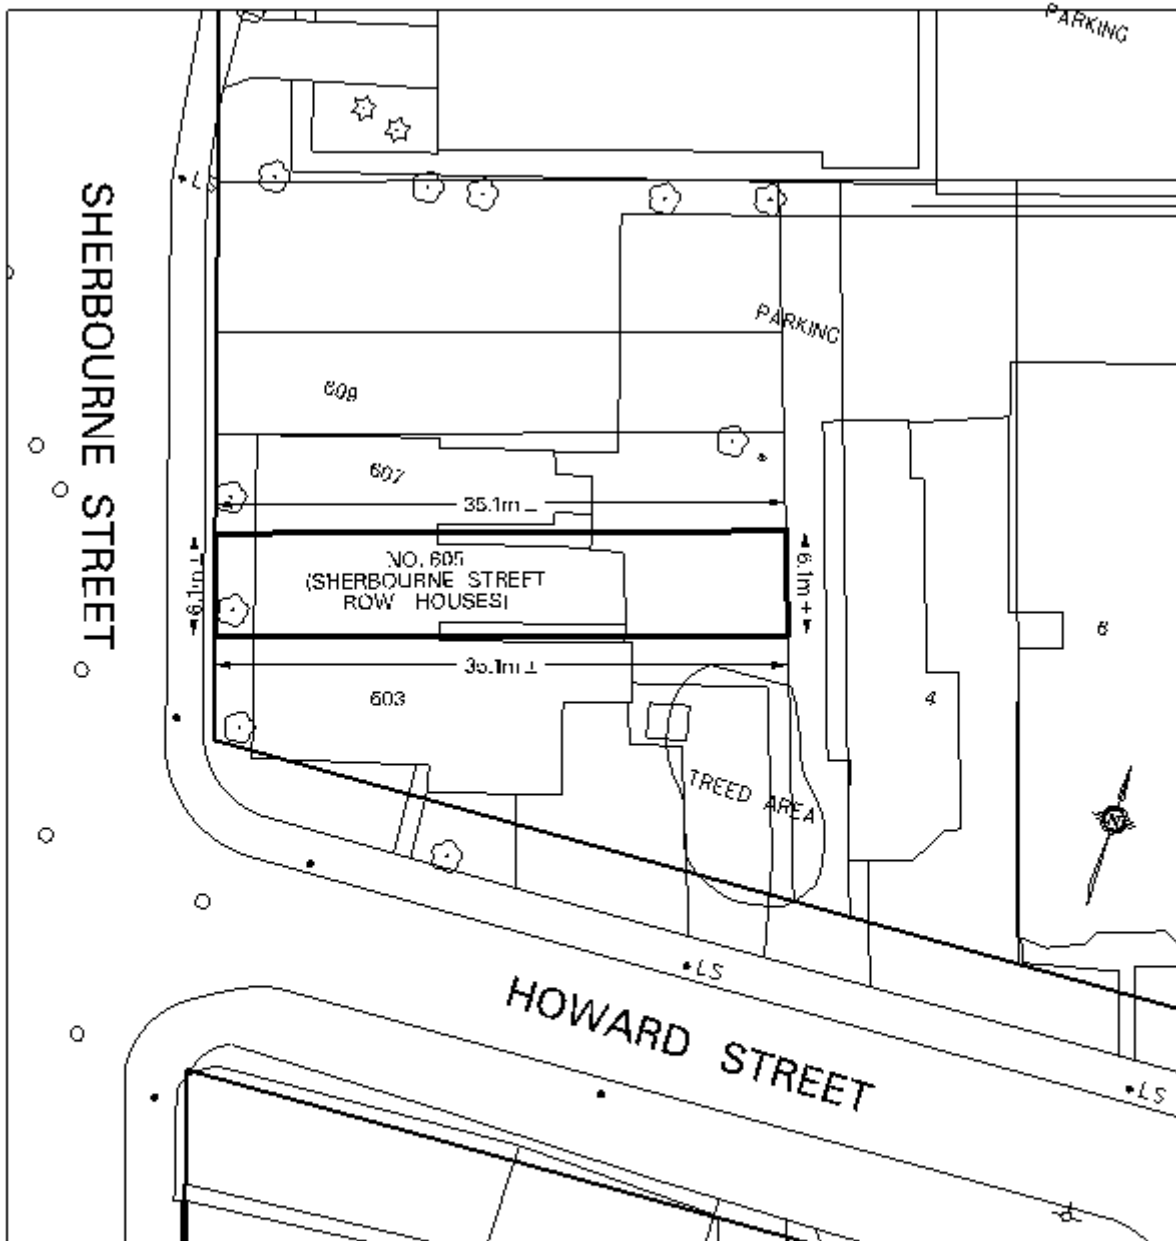 PARKING
LS
SHERBOURNE STREET
PARKING
609
607
35.1m ±
NO. 605
(SHERBOURNE STREET
ROW HOUSES)
6.1m ±
6.1m ±
35.1m ±
603
4
6
TREED AREA
N
LS
HOWARD STREET
LS